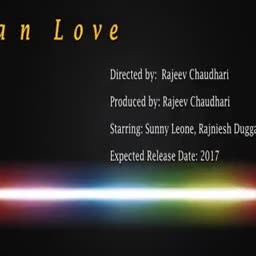 an Love
Directed by: Rajeev Chaudhari
Produced by: Rajeev Chaudhari
Starring: Sunny Leone, Rajniesh Dugga
Expected Release Date: 2017